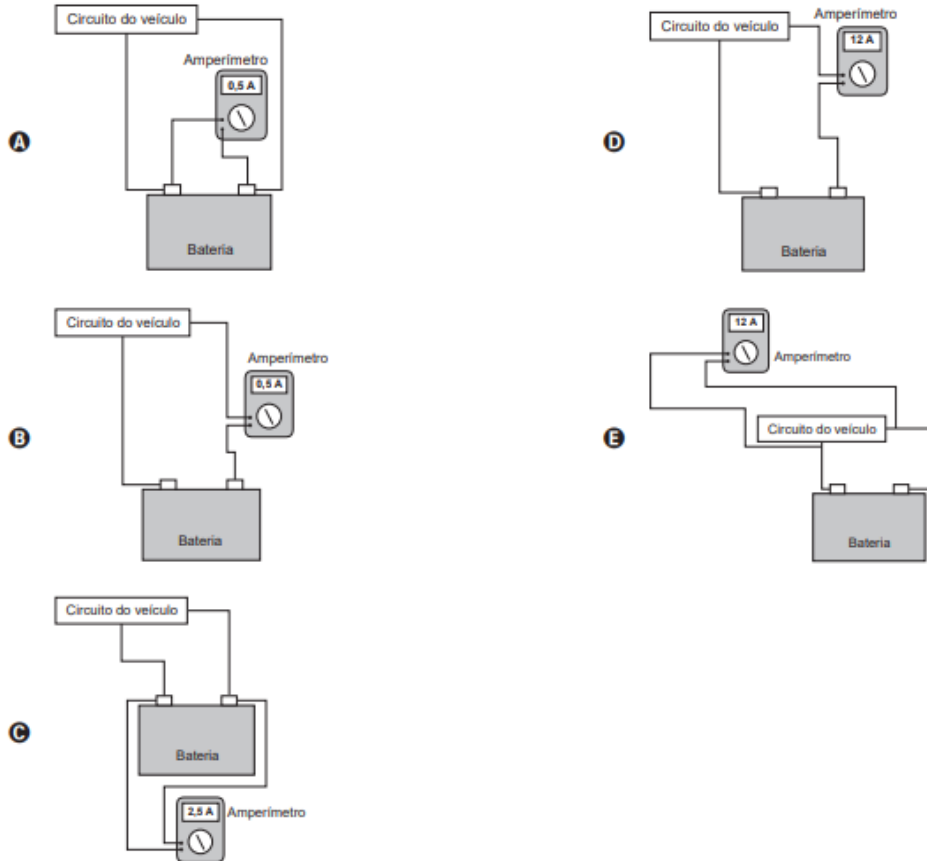 A
Circuito do veículo
Amperímetro
0,5 A
Bateria
B
Circuito do veículo
Amperímetro
0,5 A
Bateria
C
Circuito do veículo
Bateria
2,5 A
Amperímetro
D
Circuito do veículo
Amperímetro
12 A
Bateria
E
12 A
Amperímetro
Circuito do veículo
Bateria